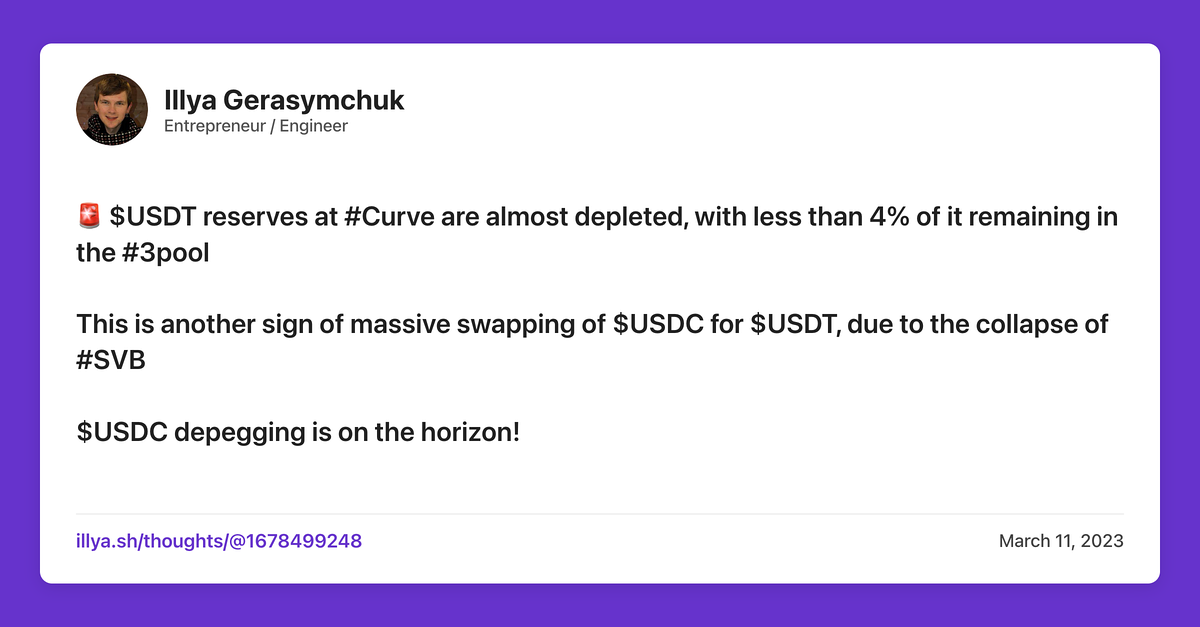 Illya Gerasymchuk
Entrepreneur / Engineer
🚨 $USDT reserves at #Curve are almost depleted, with less than 4% of it remaining in
the #3pool
This is another sign of massive swapping of $USDC for $USDT, due to the collapse of
#SVB
$USDC depegging is on the horizon!
illya.sh/thoughts/@1678499248
March 11, 2023